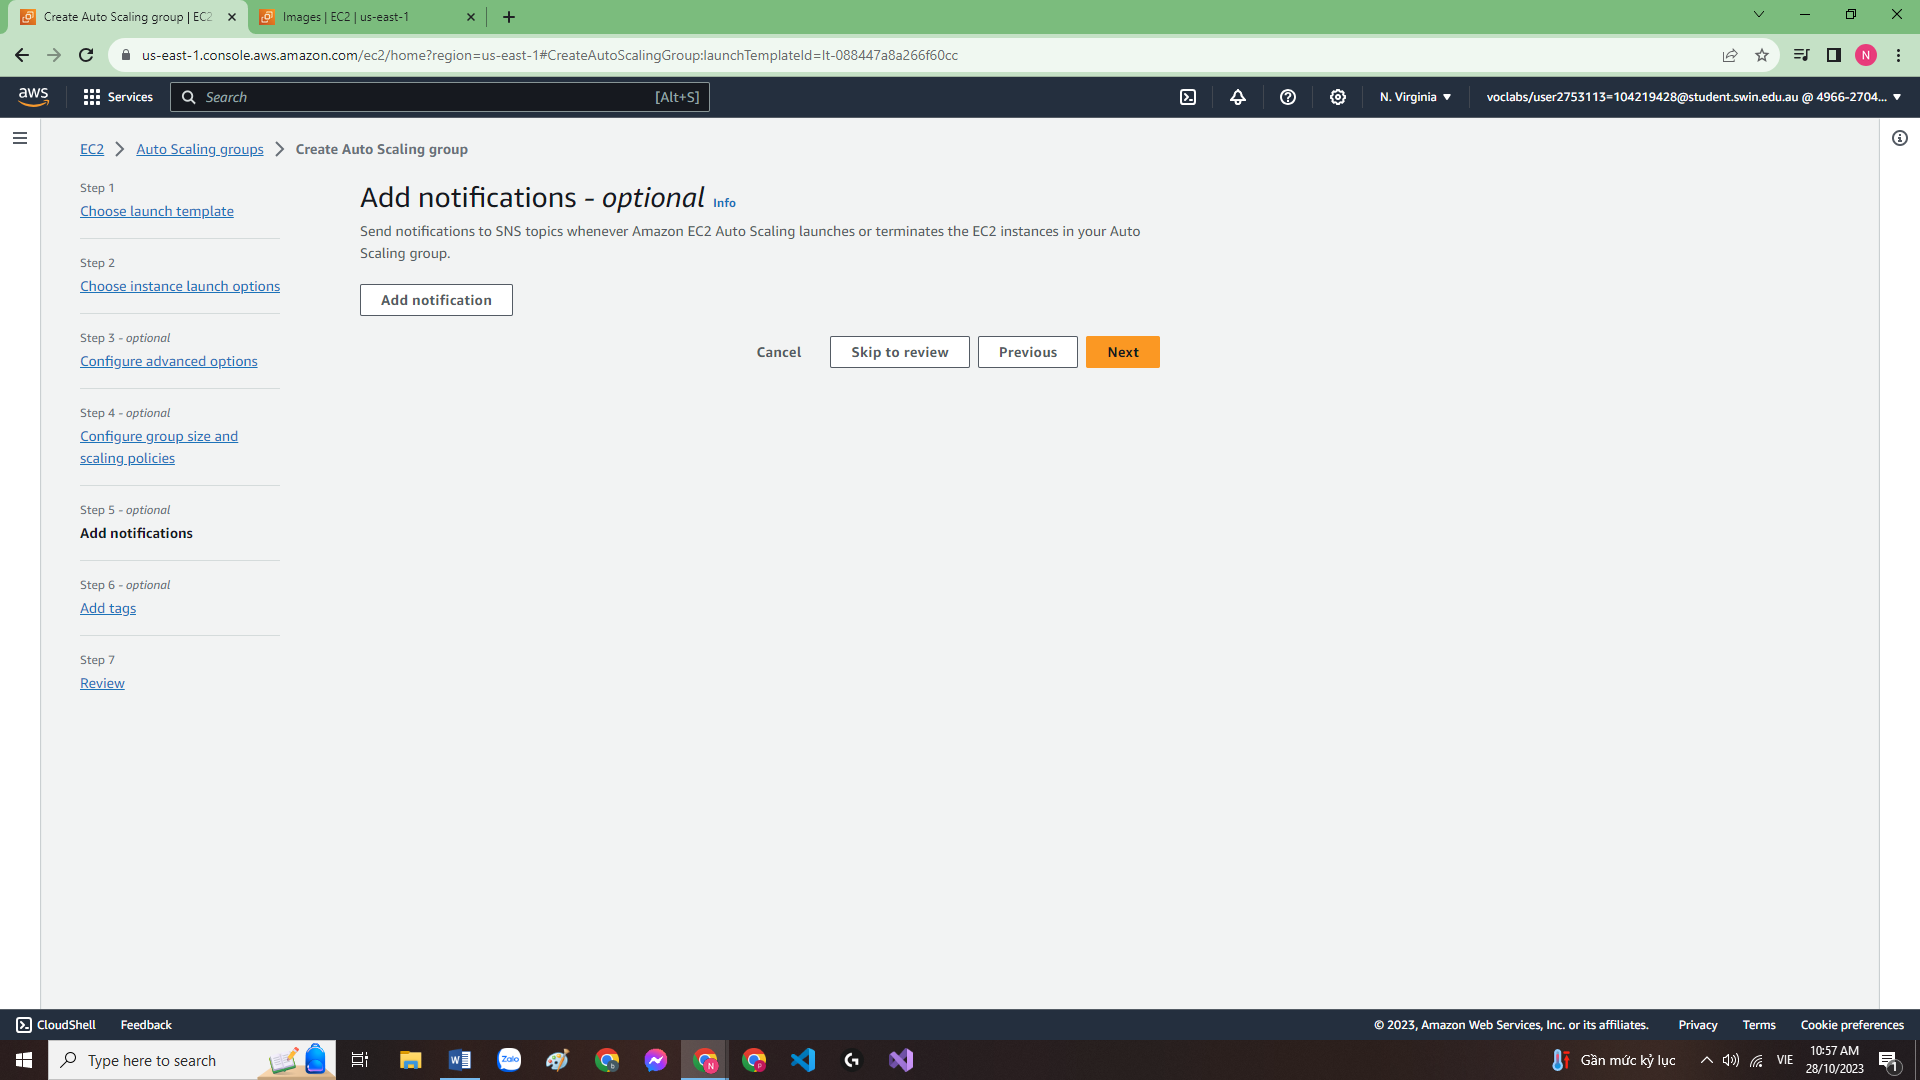 Create Auto Scaling group | EC2
Images | EC2 | us-east-1
us-east-1.console.aws.amazon.com/ec2/home?region=us-east-1#CreateAutoScalingGroup:launchTemplateId=lt-088447a8a266f60cc
N
aws
Services
Search
[Alt+S]
N. Virginia
voclabs/user2753113=104219428@student.swin.edu.au @ 4966-2704...
EC2
Auto Scaling groups
Create Auto Scaling group
Step 1
Choose launch template
Step 2
Choose instance launch options
Step 3 - optional
Configure advanced options
Step 4 - optional
Configure group size and
scaling policies
Step 5 - optional
Add notifications
Step 6 - optional
Add tags
Step 7
Review
Add notifications - optional Info
Send notifications to SNS topics whenever Amazon EC2 Auto Scaling launches or terminates the EC2 instances in your Auto
Scaling group.
Add notification
Cancel
Skip to review
Previous
Next
CloudShell
Feedback
© 2023, Amazon Web Services, Inc. or its affiliates.
Privacy
Terms
Cookie preferences
Type here to search
Zalo
Gần mức kỷ lục
VIE
10:57 AM
28/10/2023
1